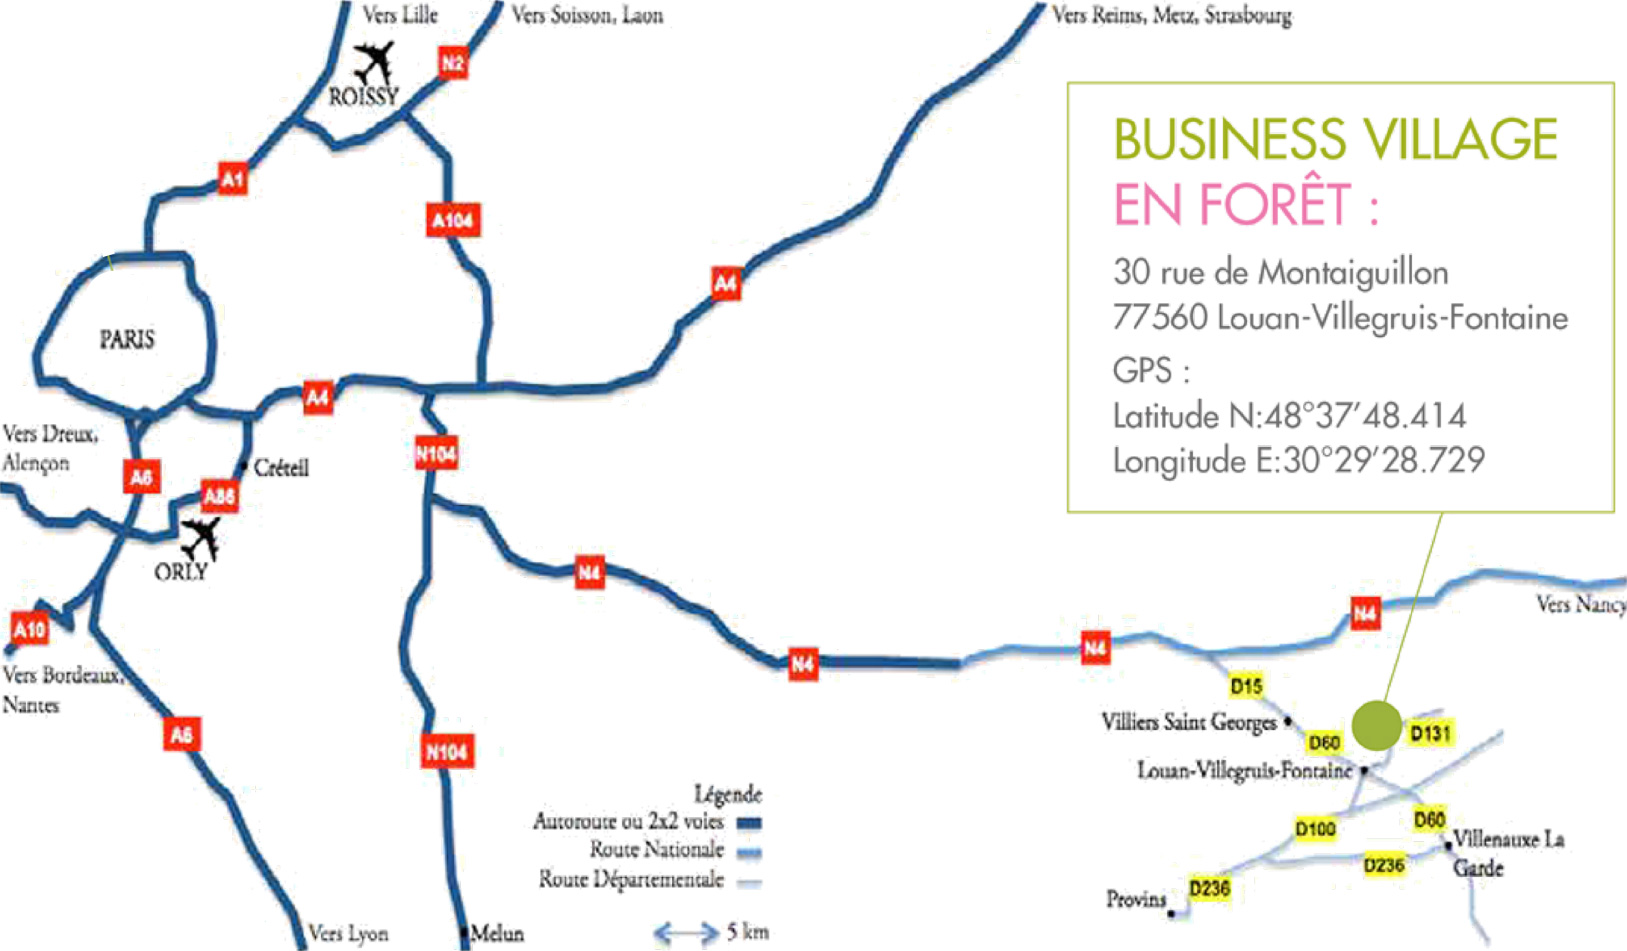 Vers Lille
Vers Soisson, Laon
Vers Reims, Metz, Strasbourg
N2
ROISSY
A1
A104
A4
BUSINESS VILLAGE
EN FORÊT :
30 rue de Montaiguillon
77560 Louan-Villegruis-Fontaine
GPS :
Latitude N:48°37’48.414
Longitude E:30°29’28.729
PARIS
A4
Vers Dreux,
Alençon
N104
A6
Créteil
A86
ORLY
N4
A10
Vers Bordeaux,
Nantes
N4
N4
N4
Vers Nancy
D15
Villiers Saint Georges
D60
D131
Louan-Villegruis-Fontaine
A6
N104
D100
D60
Villenauxe La
Garde
D236
D236
Provins
Légende
Autoroute ou 2x2 voies
Route Nationale
Route Départementale
5 km
Vers Lyon
Melun